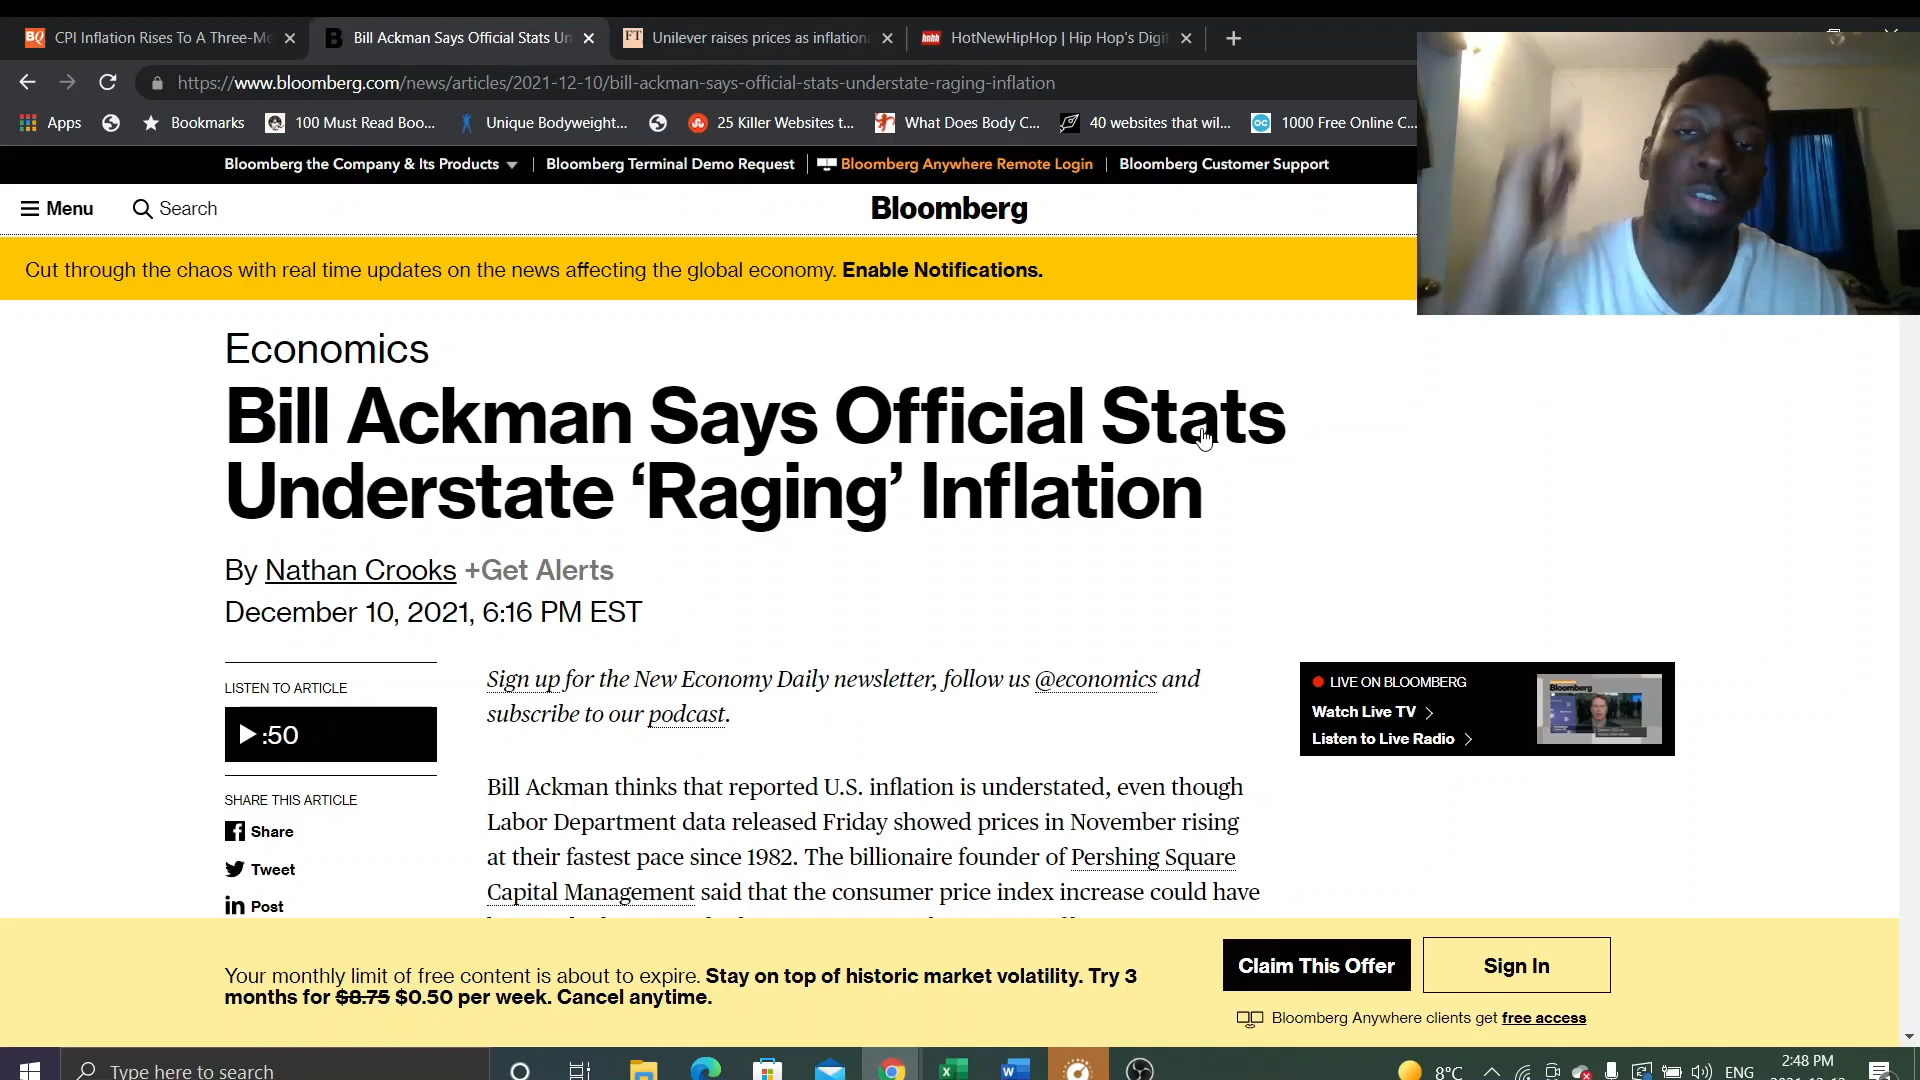 CPI Inflation Rises To A Three-Mo
Bill Ackman Says Official Stats Un
FT
Unilever raises prices as inflation
HotNewHipHop | Hip Hop's Digit
https://www.bloomberg.com/news/articles/2021-12-10/bill-ackman-says-official-stats-understate-raging-inflation
Apps
Bookmarks
100 Must Read Boo...
Unique Bodyweight...
25 Killer Websites t...
What Does Body C...
40 websites that wil...
1000 Free Online C...
Bloomberg the Company & Its Products
Bloomberg Terminal Demo Request
Bloomberg Anywhere Remote Login
Bloomberg Customer Support
Menu
Search
Bloomberg
Cut through the chaos with real time updates on the news affecting the global economy. Enable Notifications.
Economics
Bill Ackman Says Official Stats
Understate ‘Raging’ Inflation
By Nathan Crooks +Get Alerts
December 10, 2021, 6:16 PM EST
LISTEN TO ARTICLE
:50
SHARE THIS ARTICLE
Share
Tweet
Post
Sign up for the New Economy Daily newsletter, follow us @economics and
subscribe to our podcast.
Bill Ackman thinks that reported U.S. inflation is understated, even though
Labor Department data released Friday showed prices in November rising
at their fastest pace since 1982. The billionaire founder of Pershing Square
Capital Management said that the consumer price index increase could have
LIVE ON BLOOMBERG
Watch Live TV
Listen to Live Radio
Your monthly limit of free content is about to expire. Stay on top of historic market volatility. Try 3
months for $8.75 $0.50 per week. Cancel anytime.
Claim This Offer
Sign In
Bloomberg Anywhere clients get free access
Type here to search
8°C
ENG
2:48 PM